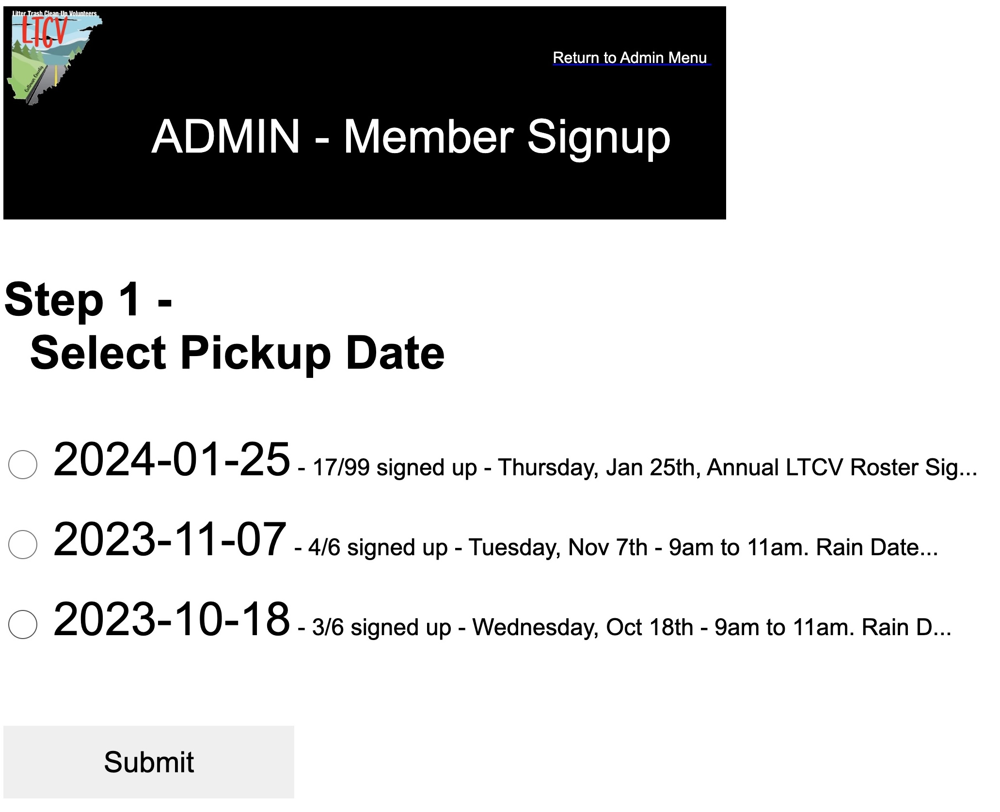 Litter Trash Clean-Up Volunteers
LTCV
Cullman County
Return to Admin Menu
ADMIN - Member Signup
Step 1 -
Select Pickup Date
2024-01-25 - 17/99 signed up - Thursday, Jan 25th, Annual LTCV Roster Sig...
2023-11-07 - 4/6 signed up - Tuesday, Nov 7th - 9am to 11am. Rain Date...
2023-10-18 - 3/6 signed up - Wednesday, Oct 18th - 9am to 11am. Rain D...
Submit